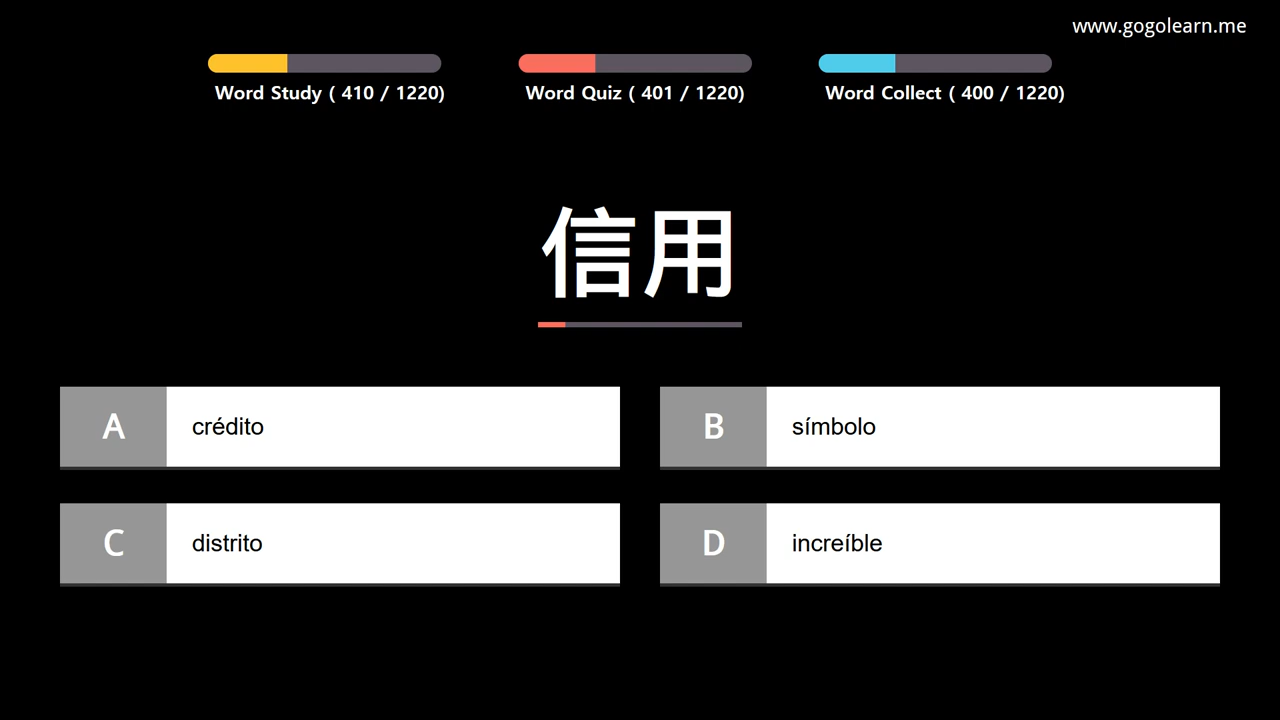 www.gogolearn.me
Word Study ( 410 / 1220)
Word Quiz ( 401 / 1220)
Word Collect ( 400 / 1220)
信用
A crédito
B símbolo
C distrito
D increíble